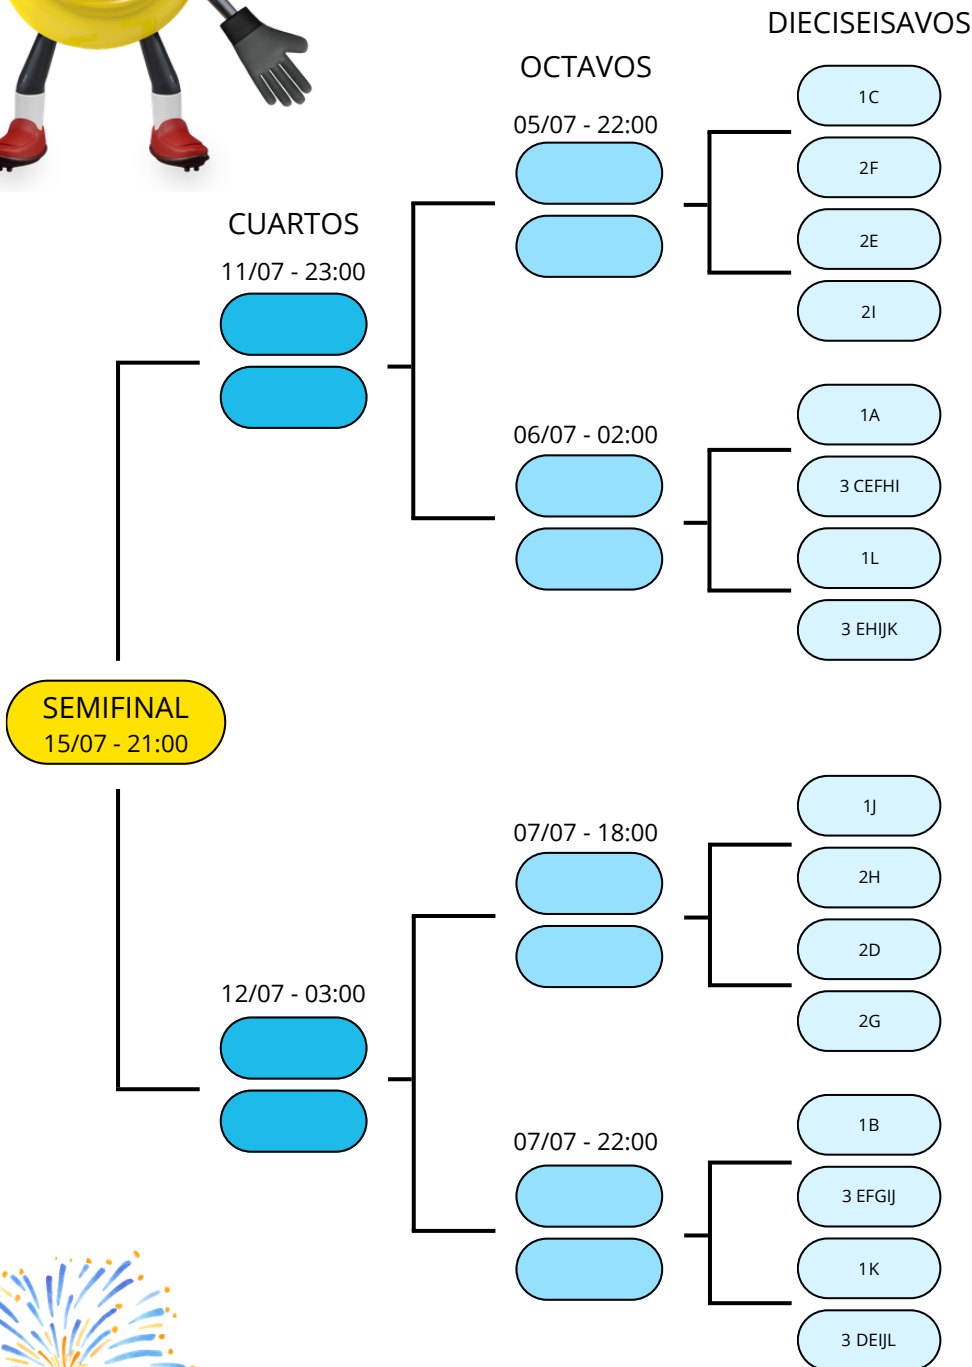 DIECISEISAVOS
OCTAVOS
CUARTOS
05/07 - 22:00
1C
2F
2E
2I
11/07 - 23:00
06/07 - 02:00
1A
3 CEFHI
1L
3 EHIJK
SEMIFINAL
15/07 - 21:00
07/07 - 18:00
1J
2H
2D
2G
12/07 - 03:00
07/07 - 22:00
1B
3 EFGIJ
1K
3 DEIJL